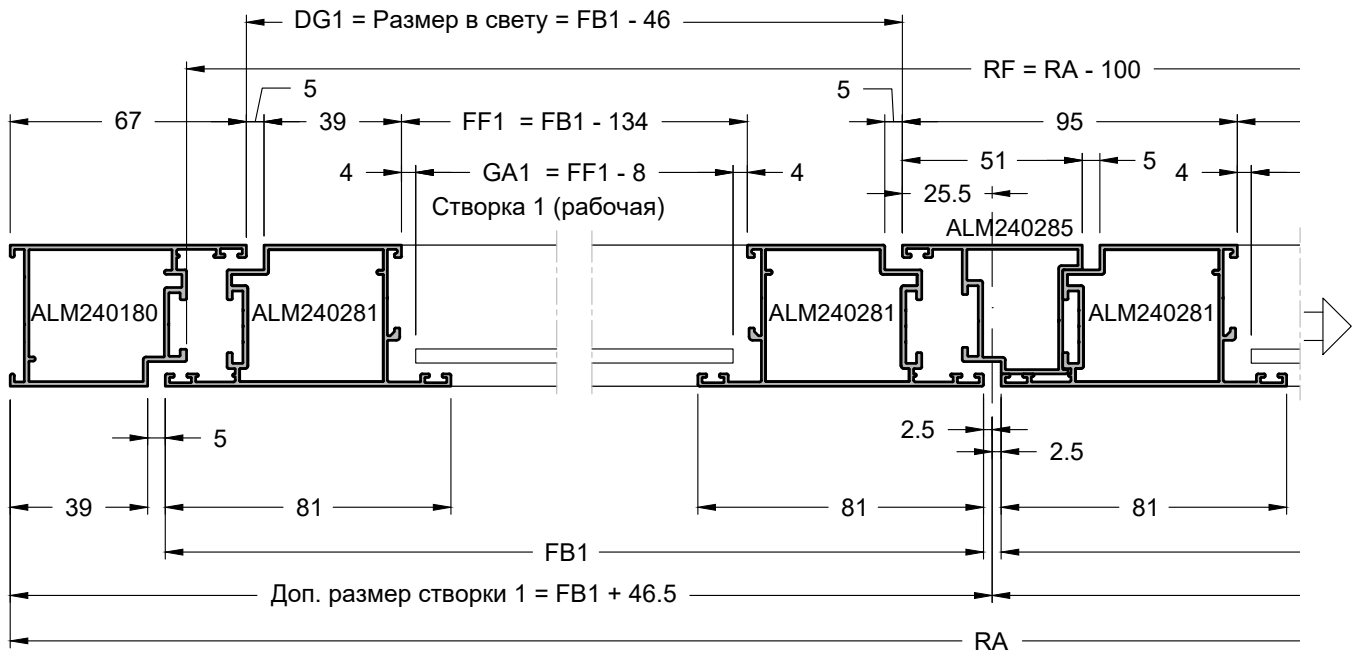 DG1 = Размер в свету = FB1 - 46
RF = RA - 100
5
5
67
39
FF1 = FB1 - 134
95
51
5
4
GA1 = FF1 - 8
4
4
25.5
Створка 1 (рабочая)
ALM240285
ALM240180
ALM240281
ALM240281
ALM240281
5
2.5
2.5
39
81
81
81
FB1
Доп. размер створки 1 = FB1 + 46.5
RA